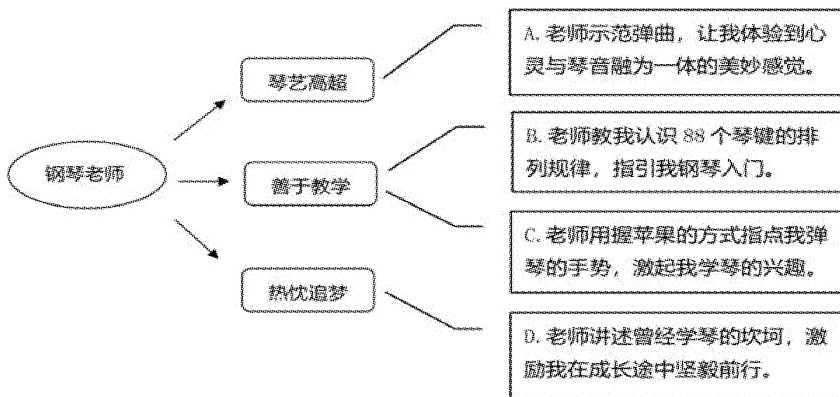 钢琴老师
琴艺高超
善于教学
热忱追梦
A.老师示范弹曲，让我体验到心
灵与琴音融为一体的美妙感觉。
B.老师教我认识 88 个琴键的排
列规律，指引我钢琴入门。
C.老师用握苹果的方式指点我弹
琴的手势，激起我学琴的兴趣。
D.老师讲述曾经学琴的坎坷，激
励我在成长途中坚毅前行。